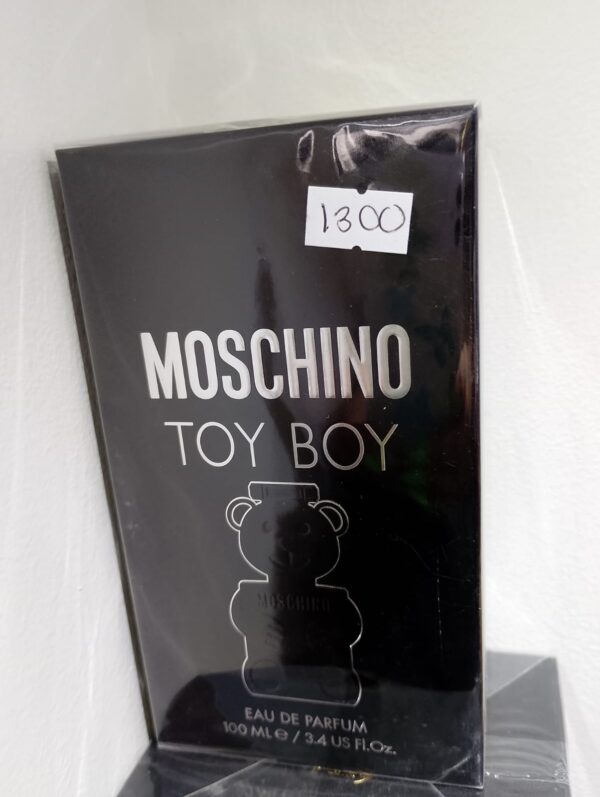 1300
MOSCHINO
TOY BOY
MOSCHINO
EAU DE PARFUM
100 ML ℮ / 3.4 US Fl.Oz.